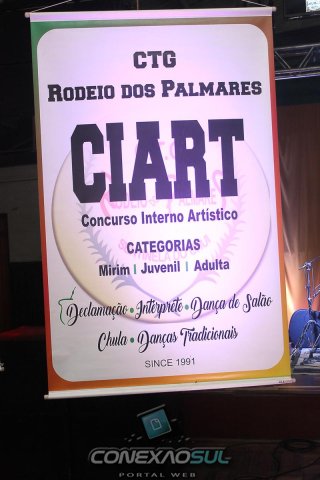 CTG
RODEIO DOS PALMARES
CIART
Concurso Interno Artístico
CATEGORIAS
Mirim | Juvenil | Adulta
Declamação • Intérprete • Dança de Salão
Chula • Danças Tradicionais
SINCE 1991
CONEXÃOSUL
PORTAL WEB